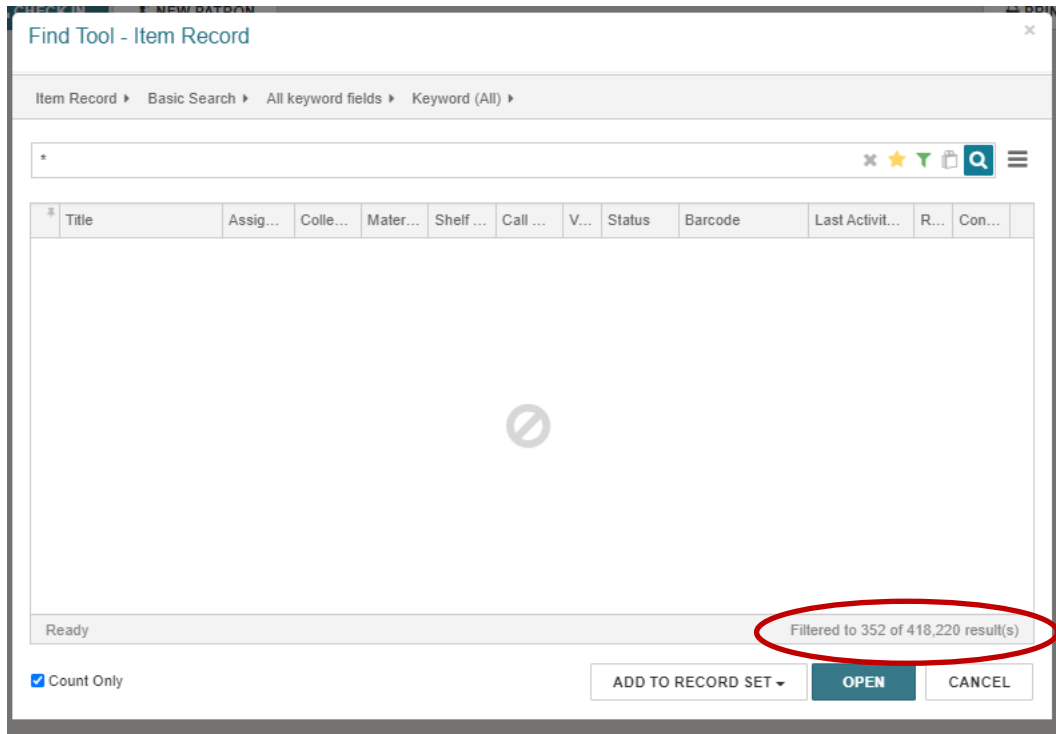 CHECK IN NEW PATRON
Find Tool - Item Record ×
Item Record Basic Search All keyword fields Keyword (All)
*
Title Assig... Colle... Mater... Shelf ... Call ... V... Status Barcode Last Activit... R... Con...
Ready Filtered to 352 of 418,220 result(s)
Count Only ADD TO RECORD SET OPEN CANCEL